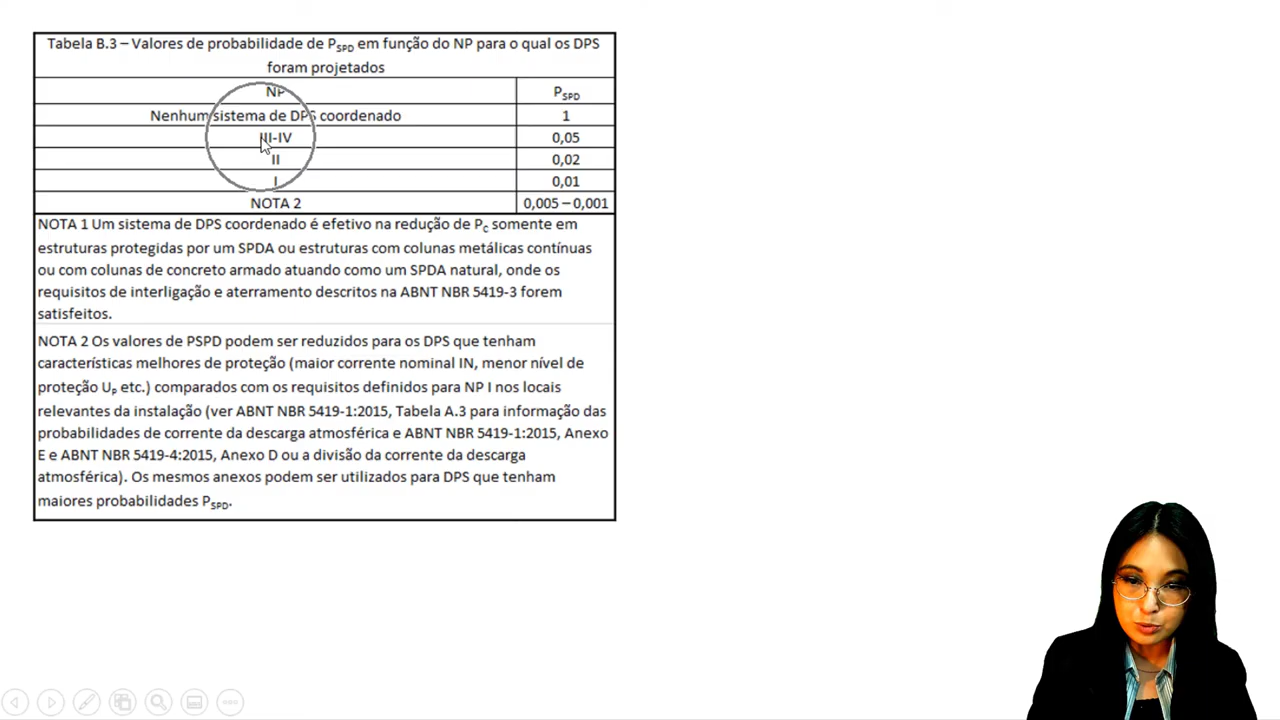 Tabela B.3 – Valores de probabilidade de PSPD em função do NP para o qual os DPS
foram projetados
NP PSPD
Nenhum sistema de DPS coordenado 1
III-IV 0,05
II 0,02
I 0,01
NOTA 2 0,005 – 0,001
NOTA 1 Um sistema de DPS coordenado é efetivo na redução de Pc somente em
estruturas protegidas por um SPDA ou estruturas com colunas metálicas contínuas
ou com colunas de concreto armado atuando como um SPDA natural, onde os
requisitos de interligação e aterramento descritos na ABNT NBR 5419-3 forem
satisfeitos.
NOTA 2 Os valores de PSPD podem ser reduzidos para os DPS que tenham
características melhores de proteção (maior corrente nominal IN, menor nível de
proteção UP etc.) comparados com os requisitos definidos para NP I nos locais
relevantes da instalação (ver ABNT NBR 5419-1:2015, Tabela A.3 para informação das
probabilidades de corrente da descarga atmosférica e ABNT NBR 5419-1:2015, Anexo
E e ABNT NBR 5419-4:2015, Anexo D ou a divisão da corrente da descarga
atmosférica). Os mesmos anexos podem ser utilizados para DPS que tenham
maiores probabilidades PSPD.